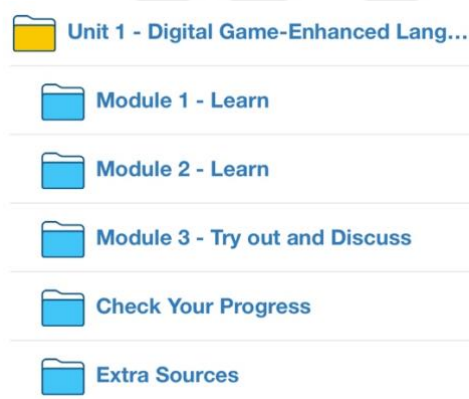 Unit 1 - Digital Game-Enhanced Lang...
Module 1 - Learn
Module 2 - Learn
Module 3 - Try out and Discuss
Check Your Progress
Extra Sources